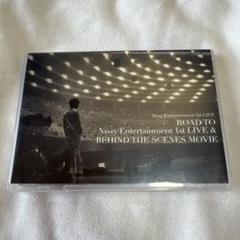 Nissy Entertainment 1st LIVE
ROAD TO
Nissy Entertainment 1st LIVE &
BEHIND THE SCENES MOVIE